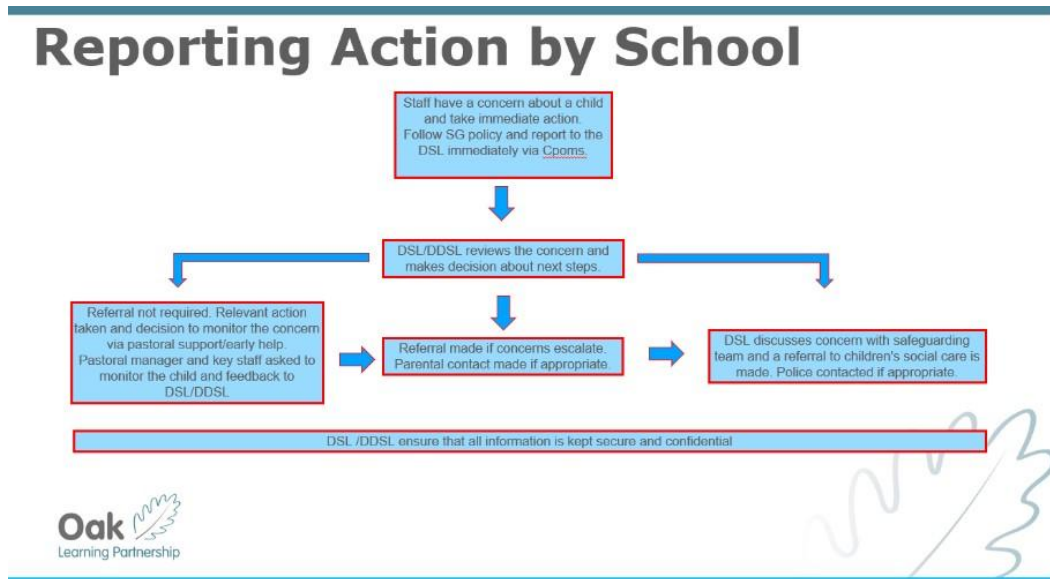 Reporting Action by School
Staff have a concern about a child
and take immediate action.
Follow SG policy and report to the
DSL immediately via Cpoms.
DSL/DDSL reviews the concern and
makes decision about next steps.
Referral not required. Relevant action
taken and decision to monitor the concern
via pastoral support/early help.
Pastoral manager and key staff asked to
monitor the child and feedback to
DSL/DDSL
Referral made if concerns escalate.
Parental contact made if appropriate.
DSL discusses concern with safeguarding
team and a referral to children's social care is
made. Police contacted if appropriate.
DSL /DDSL ensure that all information is kept secure and confidential
Oak
Learning Partnership